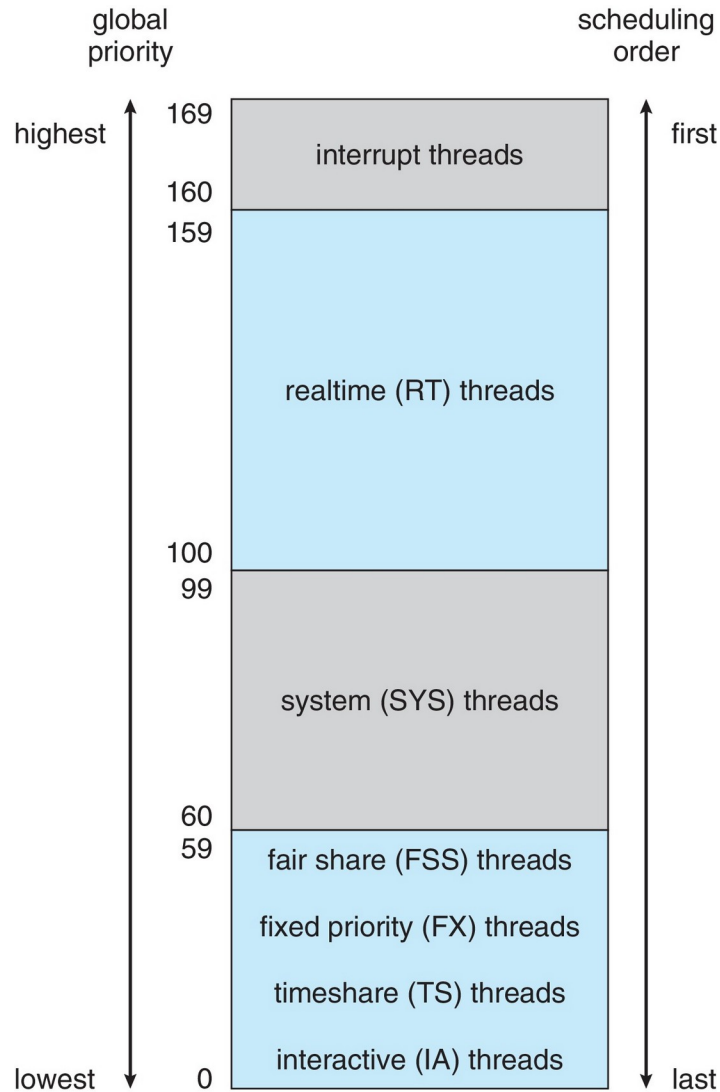 global
priority
scheduling
order
highest
169
interrupt threads
first
160
159
realtime (RT) threads
100
99
system (SYS) threads
60
59
fair share (FSS) threads
fixed priority (FX) threads
timeshare (TS) threads
interactive (IA) threads
lowest
0
last